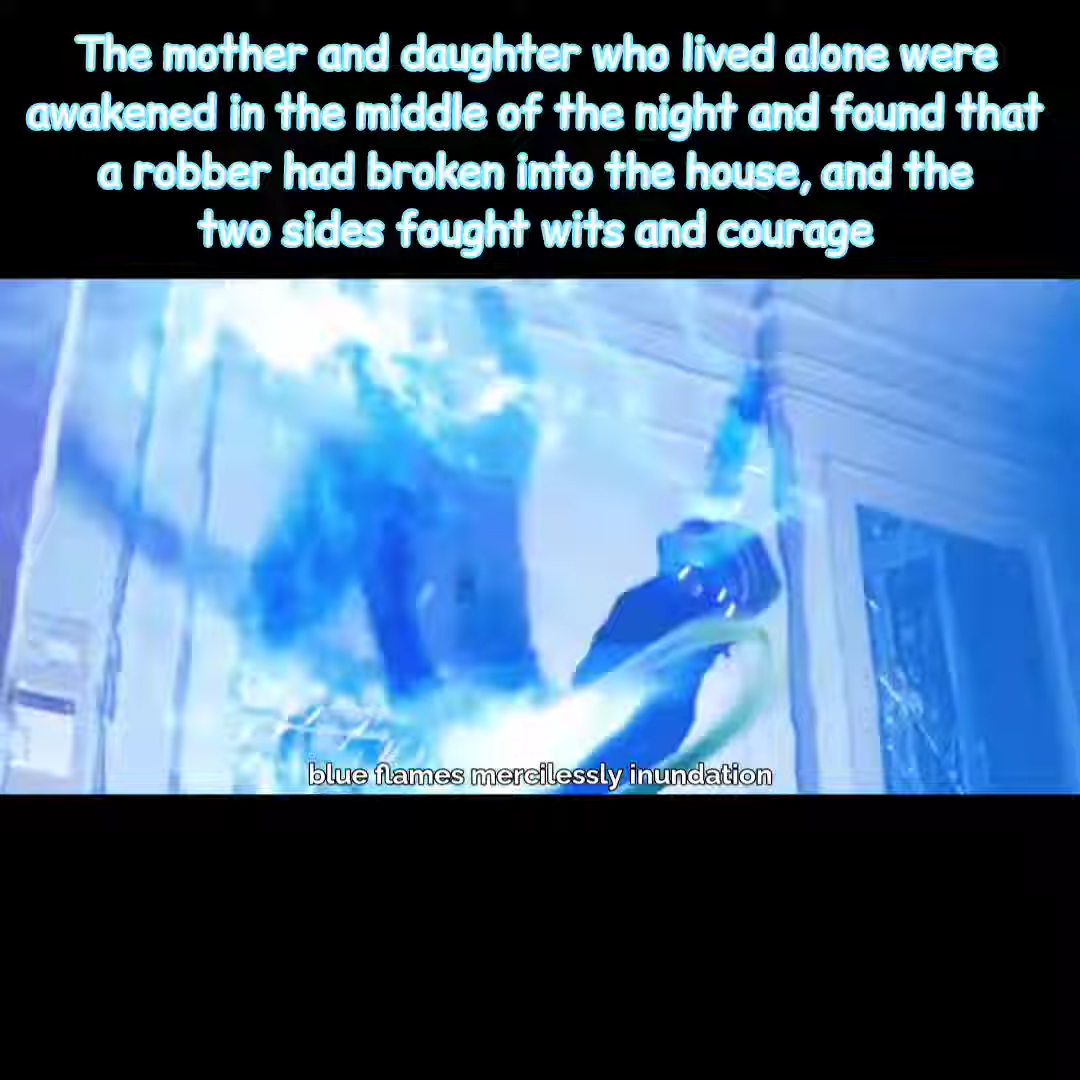 The mother and daughter who lived alone were
awakened in the middle of the night and found that
a robber had broken into the house, and the
two sides fought wits and courage
blue flames mercilessly inundation